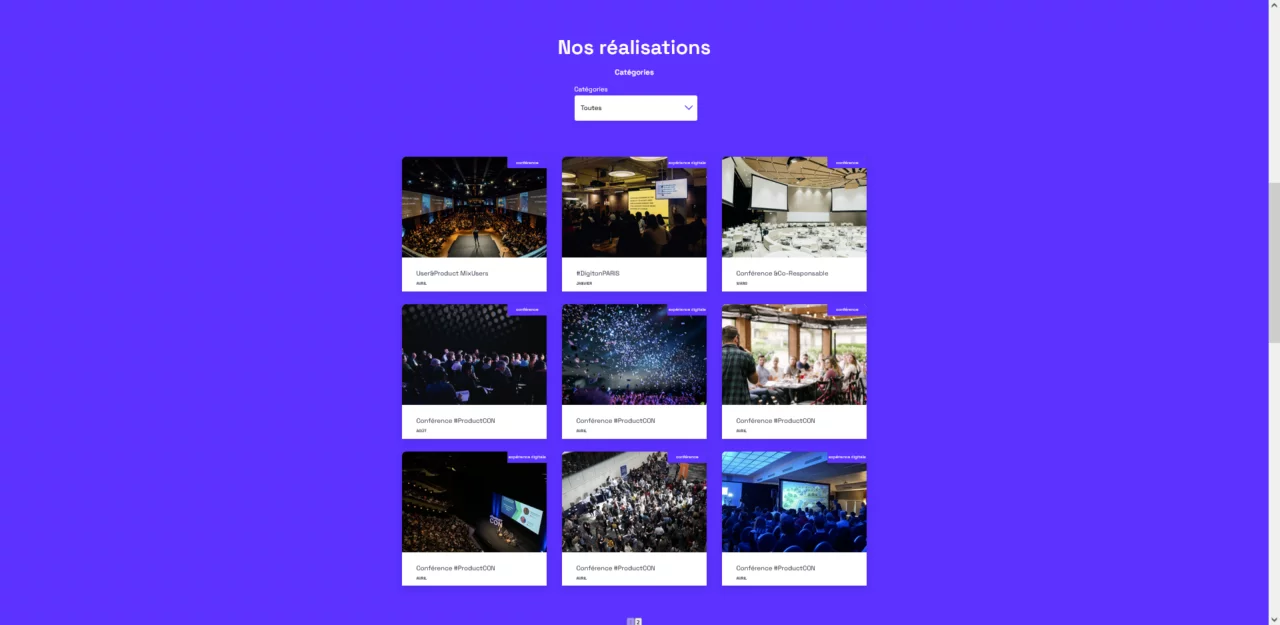 Nos réalisations
Catégories
Catégories
Toutes
conférence
expérience digitale
conférence
User&Product MixUsers
AVRIL
#DigitonPARIS
JANVIER
Conférence &Co-Responsable
MARS
conférence
expérience digitale
conférence
Conférence #ProductCON
AOÛT
Conférence #ProductCON
AVRIL
Conférence #ProductCON
AVRIL
expérience digitale
conférence
expérience digitale
Conférence #ProductCON
AVRIL
Conférence #ProductCON
AVRIL
Conférence #ProductCON
AVRIL
1 2